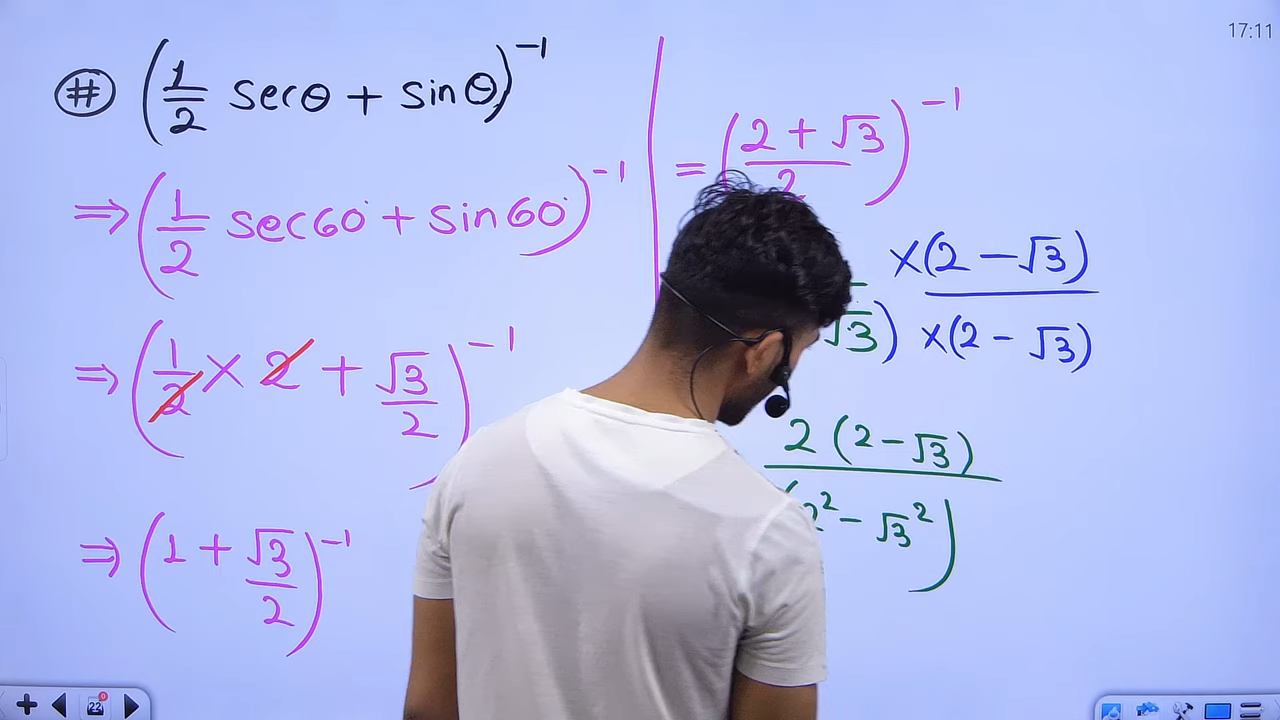 17:11
# (1/2 secθ + sinθ)⁻¹
⇒ (1/2 sec60° + sin60°)⁻¹
⇒ (1/2 × 2 + √3/2)⁻¹
⇒ (1 + √3/2)⁻¹
= (2 + √3/2)⁻¹
×(2 − √3)
√3) ×(2 − √3)
2 (2 − √3)
2² − √3²)
23